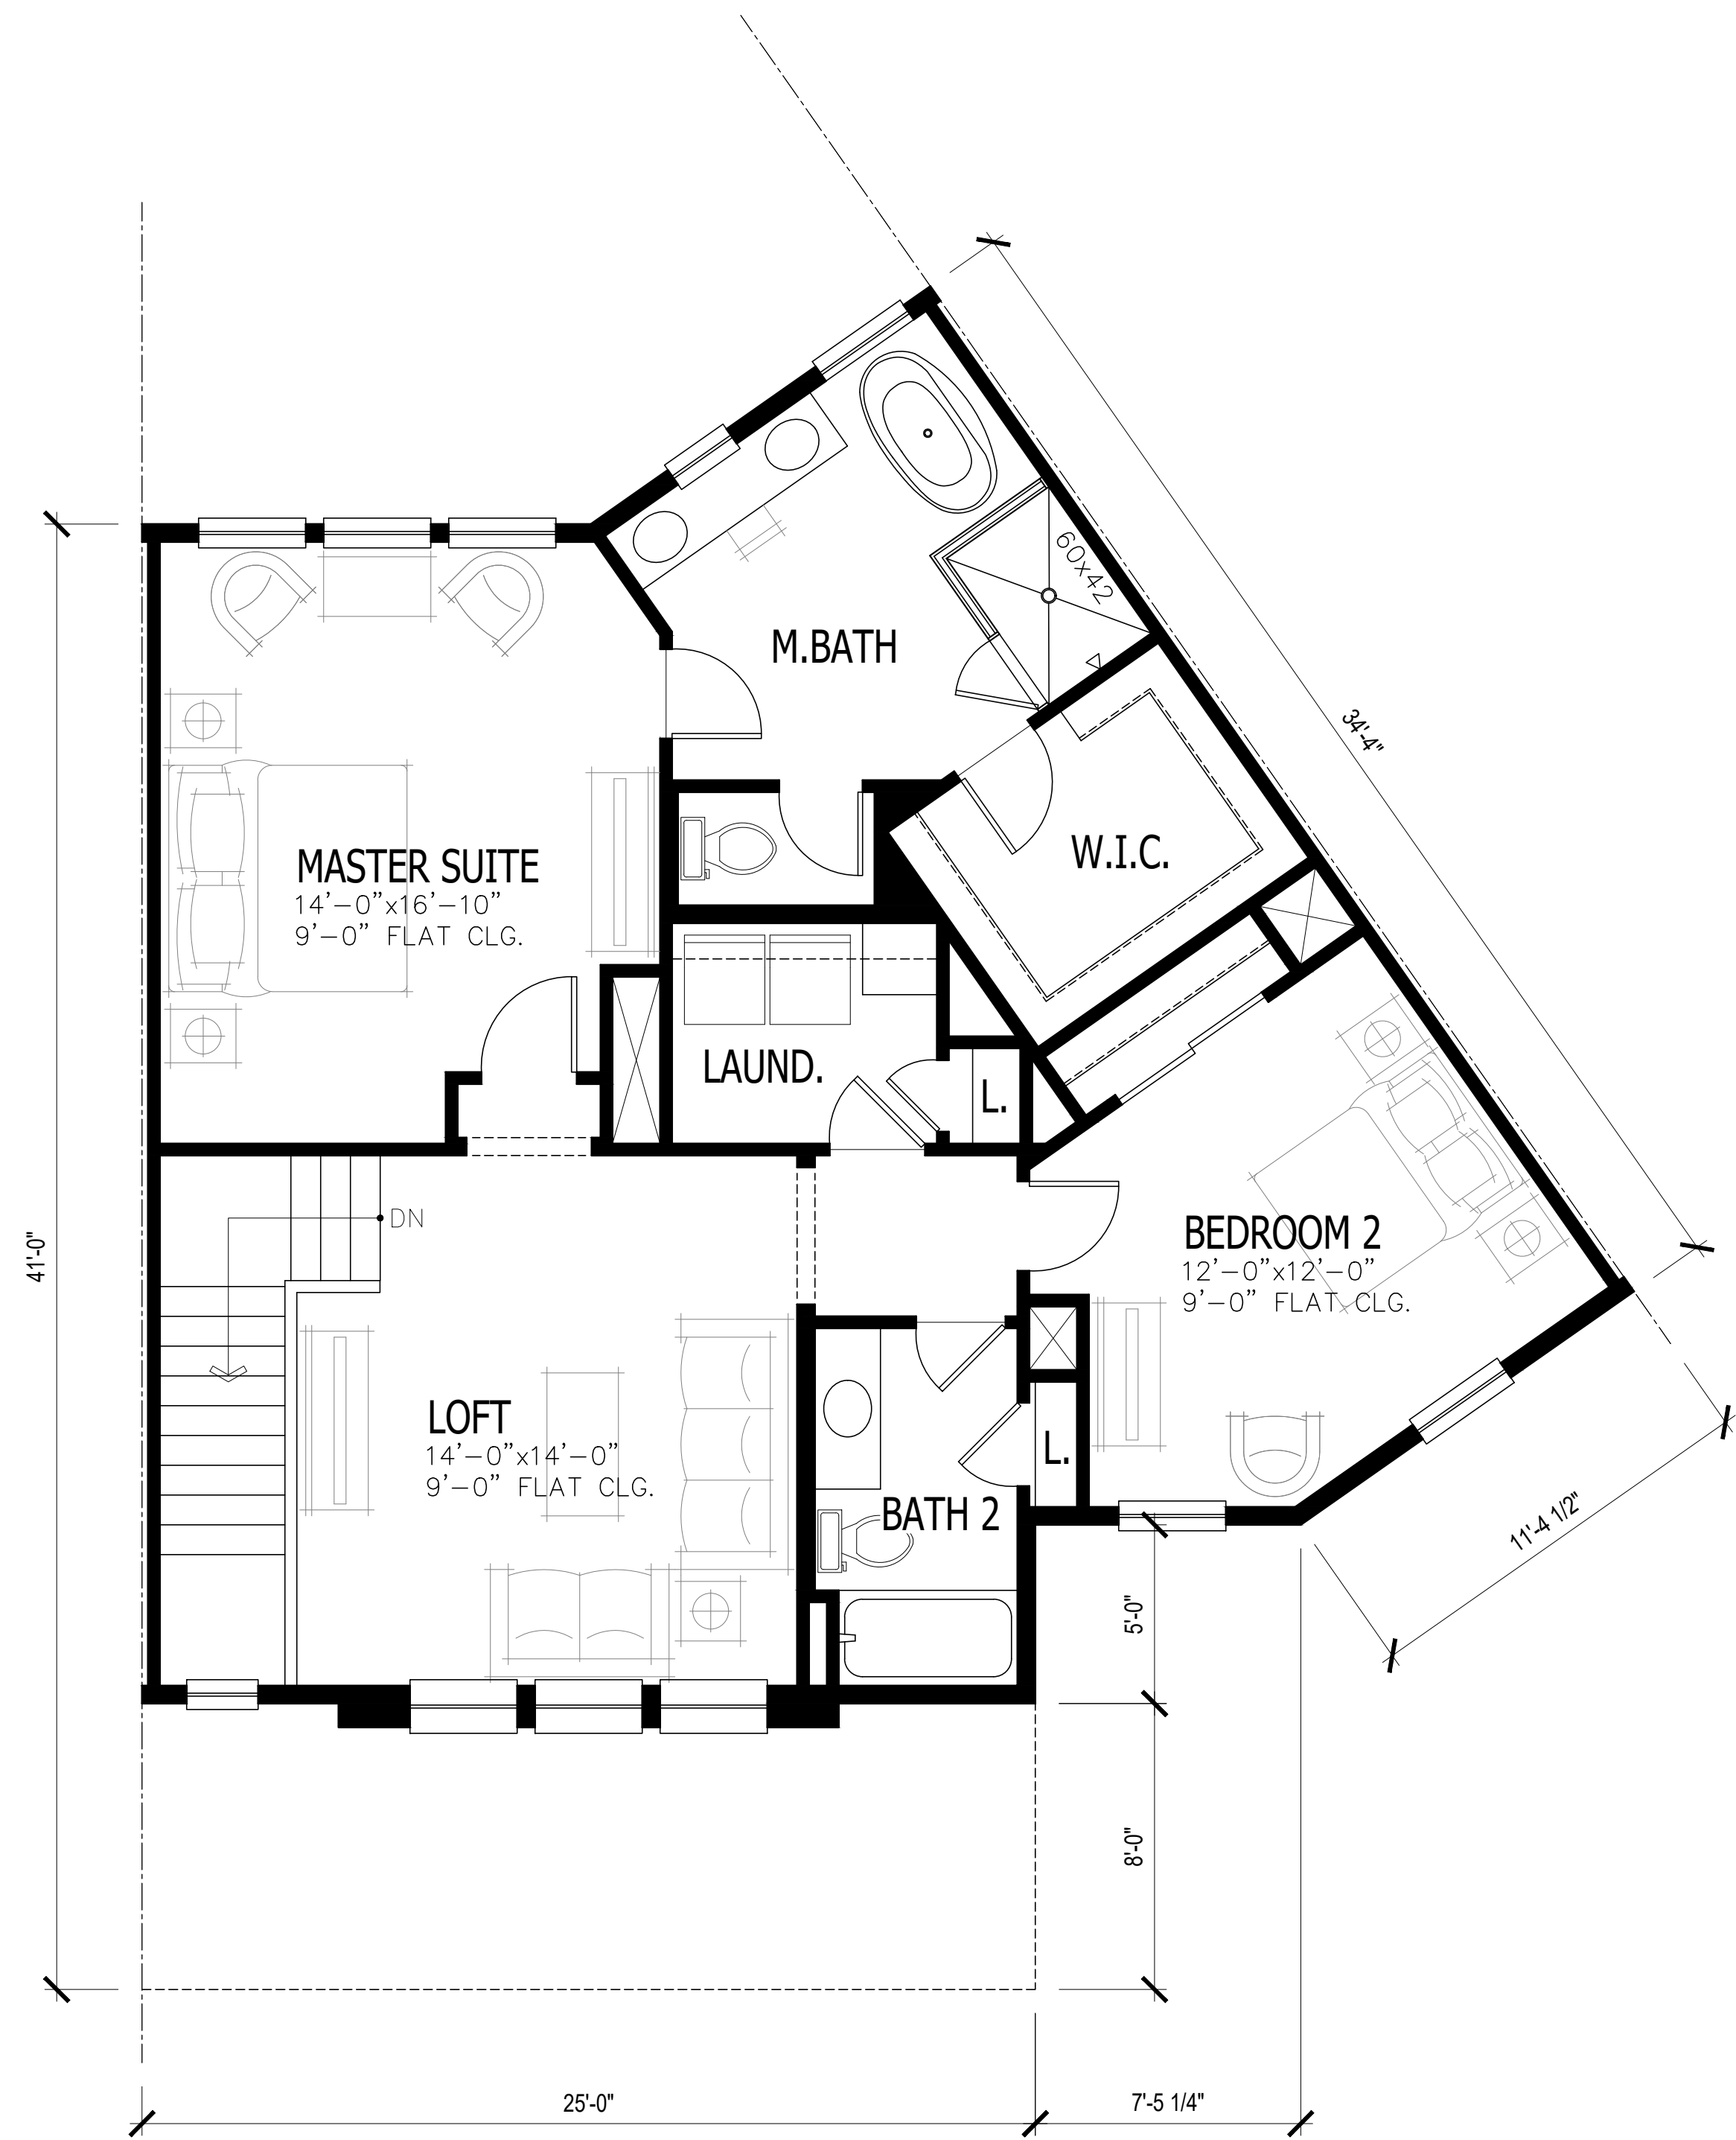 60x42
M.BATH
34'-4"
W.I.C.
MASTER SUITE
14'-0"x16'-10"
9'-0" FLAT CLG.
LAUND.
L.
DN
BEDROOM 2
12'-0"x12'-0"
9'-0" FLAT CLG.
41'-0"
LOFT
14'-0"x14'-0"
9'-0" FLAT CLG.
L.
BATH 2
11'-4 1/2"
5'-0"
8'-0"
25'-0"
7'-5 1/4"